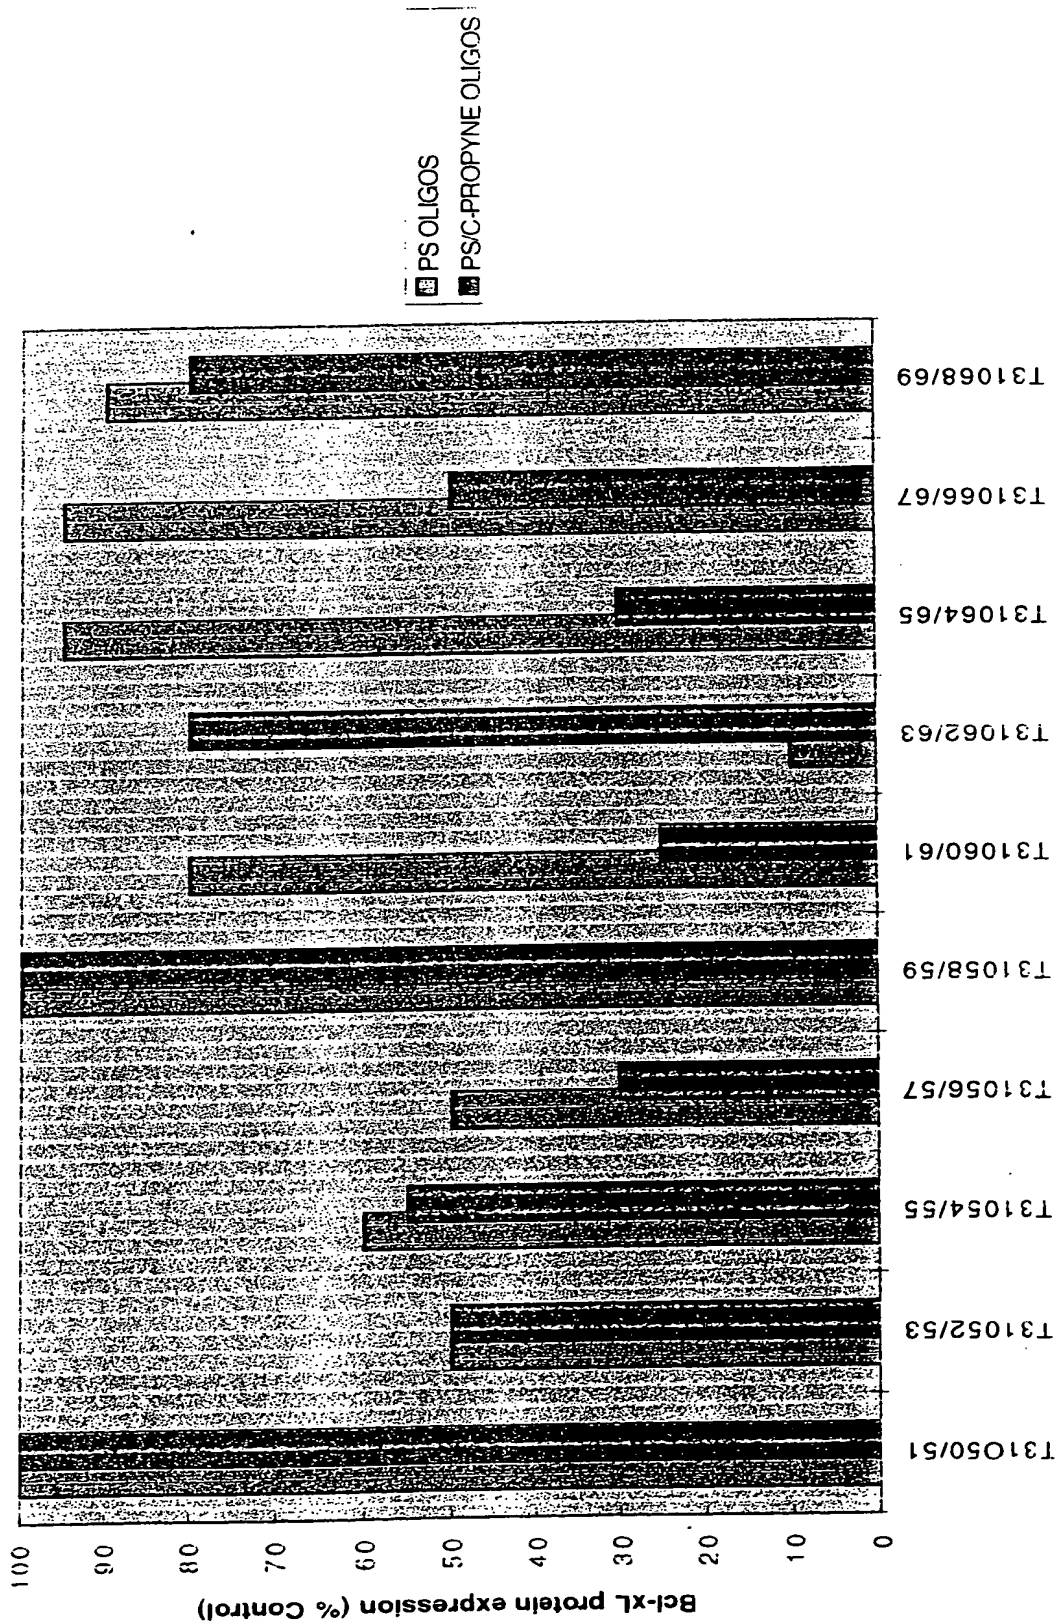 Bcl-xL protein expression (% Control)
100
90
80
70
60
50
40
30
20
10
0
T31O50/51
T31052/53
T31054/55
T31056/57
T31058/59
T31060/61
T31062/63
T31064/65
T31066/67
T31068/69
PS OLIGOS
PS/C-PROPYNE OLIGOS